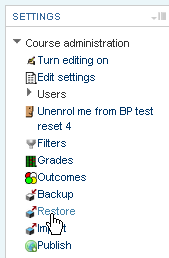 SETTINGS
Course administration
Turn editing on
Edit settings
Users
Unenrol me from BP test
reset 4
Filters
Grades
Outcomes
Backup
Restore
Publish